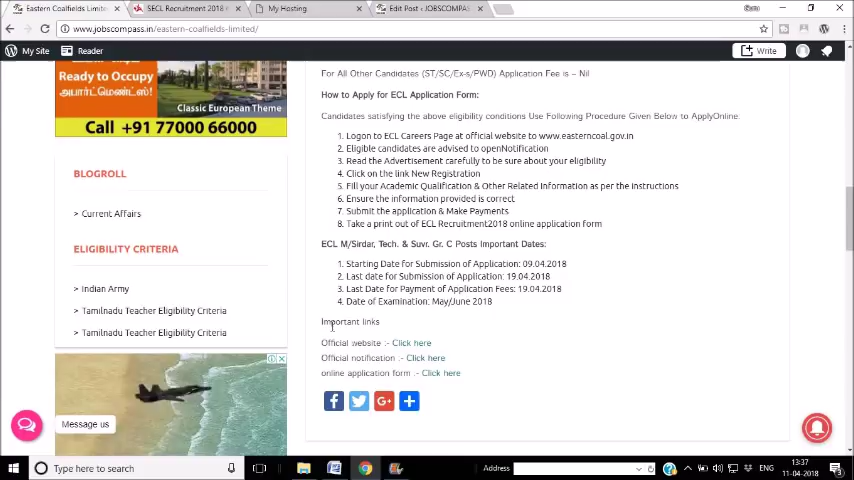 Eastern Coalfields Limited
SECL Recruitment 2018
My Hosting
Edit Post ‹ JOBSCOMPAS
www.jobscompass.in/eastern-coalfields-limited/
My Site
Reader
Write
Ready to
Occupy
அபார்ட்மெண்ட்ஸ்!
Classic European Theme
Call +91 77000 66000
BLOGROLL
> Current Affairs
ELIGIBILITY CRITERIA
> Indian Army
> Tamilnadu Teacher Eligibility Criteria
> Tamilnadu Teacher Eligibility Criteria
Message us
For All Other Candidates (ST/SC/Ex-s/PWD) Application Fee is – Nil
How to Apply for ECL Application Form:
Candidates satisfying the above eligibility conditions Use Following Procedure Given Below to ApplyOnline.
1. Logon to ECL Careers Page at official website to www.easterncoal.gov.in
2. Eligible candidates are advised to openNotification
3. Read the Advertisement carefully to be sure about your eligibility
4. Click on the link New Registration
5. Fill your Academic Qualification & Other Related Information as per the instructions
6. Ensure the information provided is correct
7. Submit the application & Make Payments
8. Take a print out of ECL Recruitment2018 online application form
ECL M/Sirdar, Tech. & Suvr. Gr. C Posts Important Dates:
1. Starting Date for Submission of Application: 09.04.2018
2. Last date for Submission of Application: 19.04.2018
3. Last Date for Payment of Application Fees: 19.04.2018
4. Date of Examination: May/June 2018
Important links
Official website :- Click here
Official notification :- Click here
online application form :- Click here
Type here to search
Address
ENG
13:37
11-04-2018